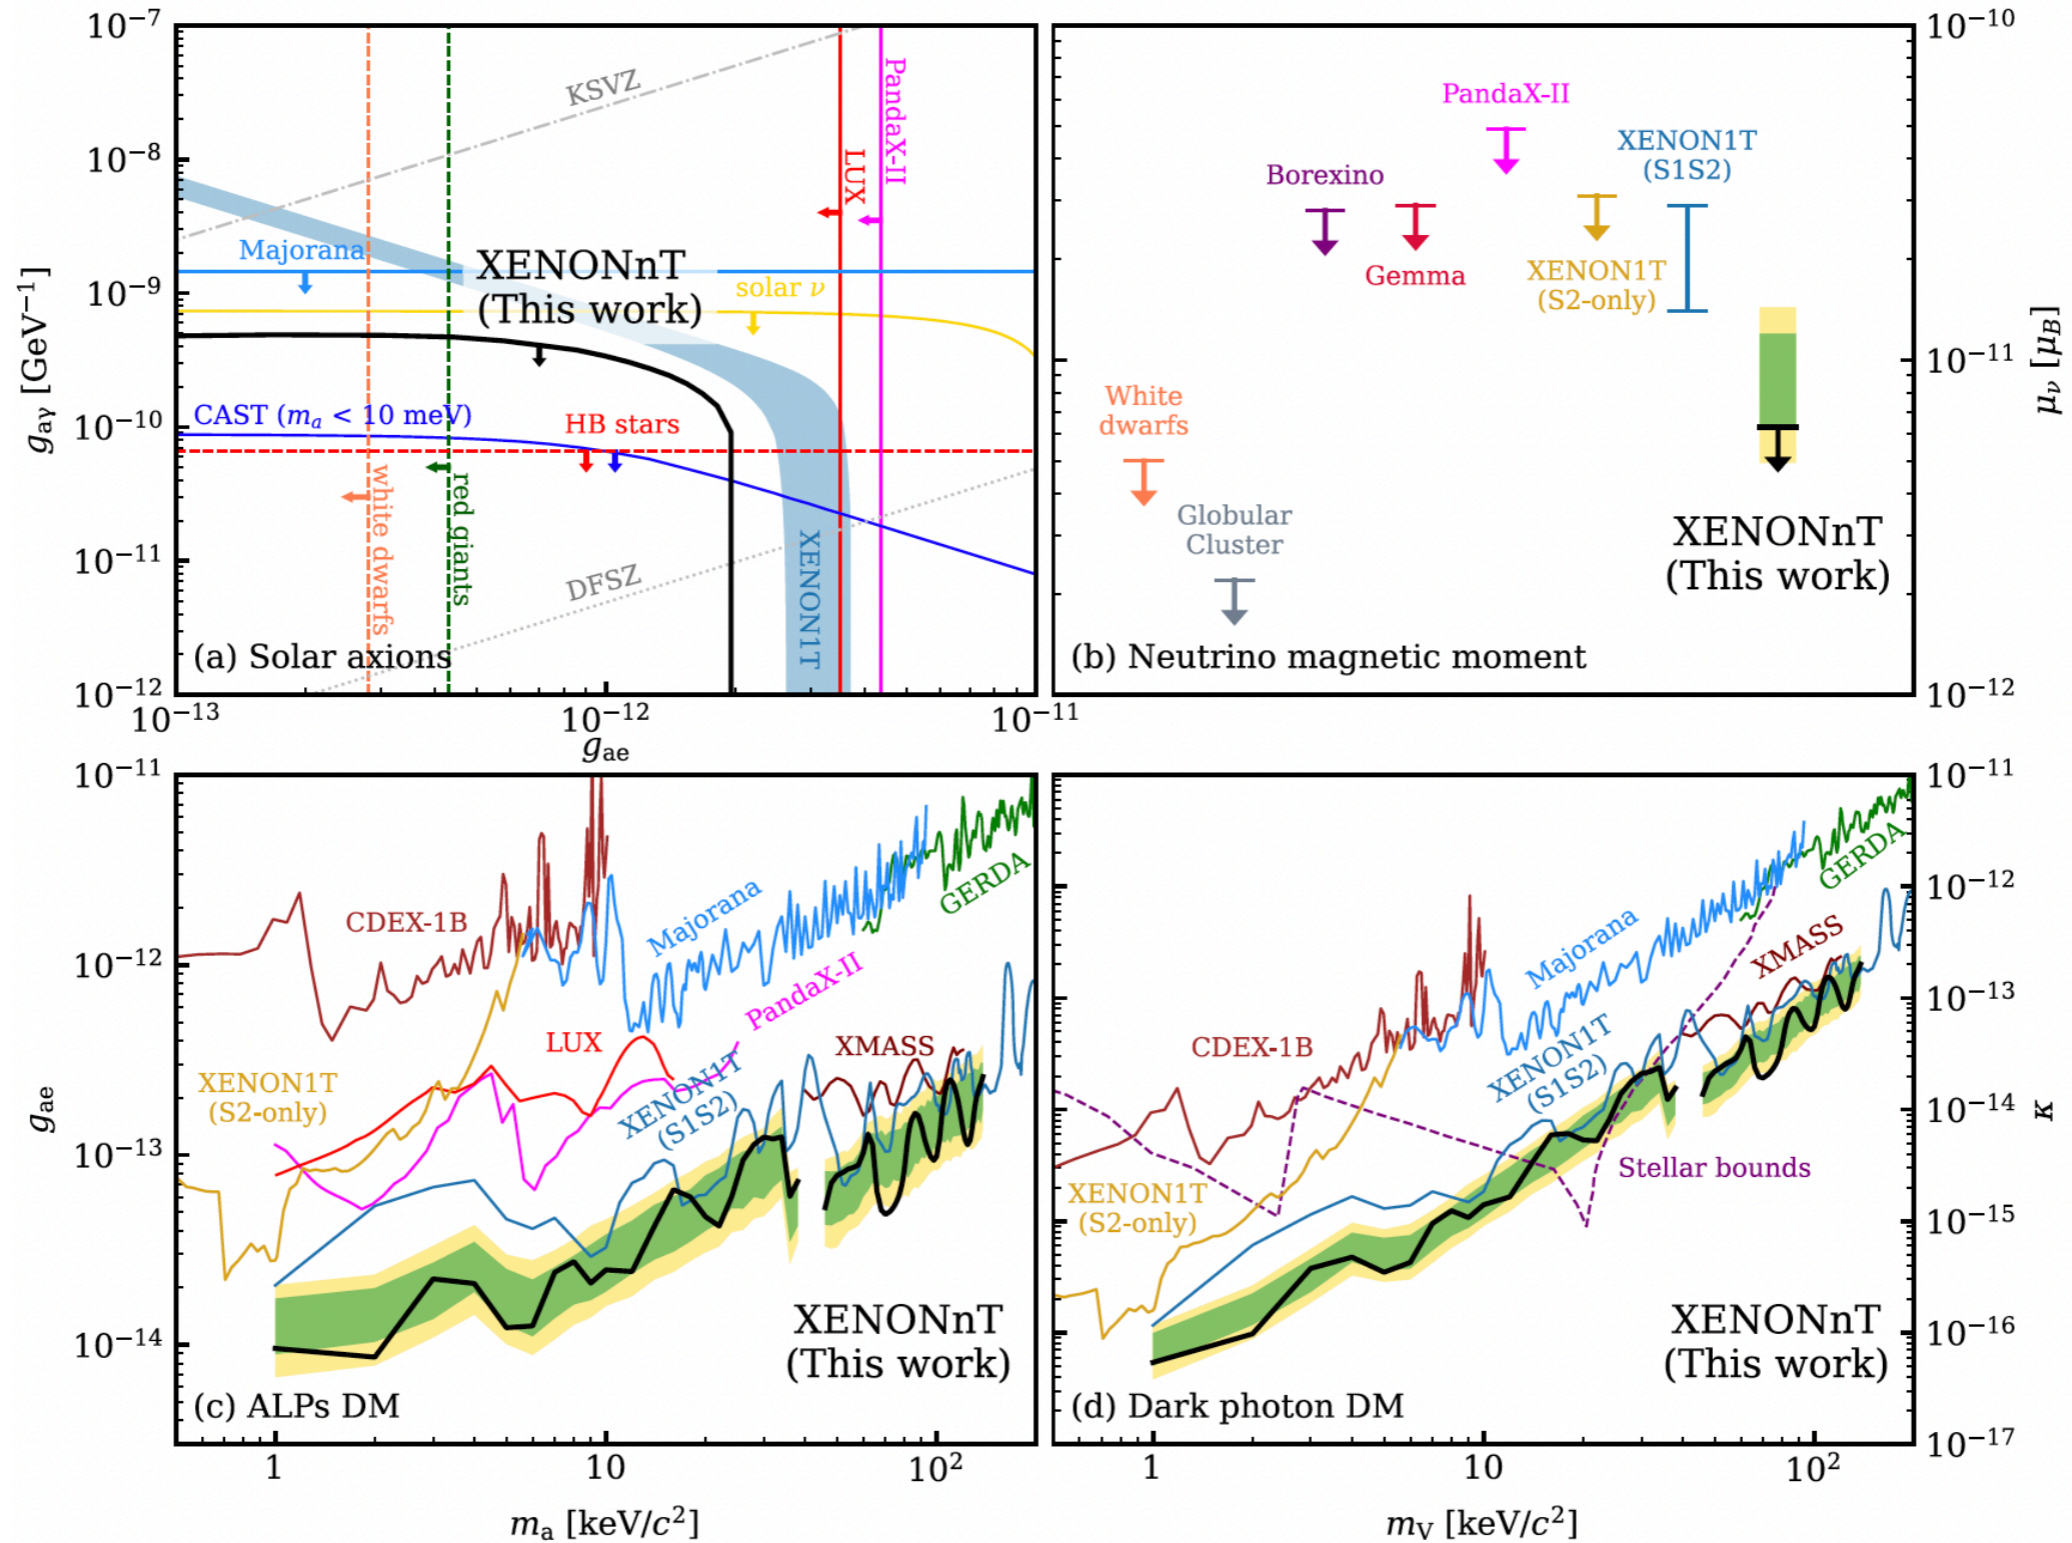 10⁻⁷
10⁻⁸
10⁻⁹
10⁻¹⁰
10⁻¹¹
10⁻¹²
g_aγ [GeV⁻¹]
KSVZ
PandaX-II
LUX
Majorana
XENONnT
(This work)
solar ν
CAST (mₐ < 10 meV)
HB stars
white dwarfs
red giants
DFSZ
XENON1T
(a) Solar axions
10⁻¹³
10⁻¹²
10⁻¹¹
g_ae
PandaX-II
XENON1T
(S1S2)
Borexino
Gemma
XENON1T
(S2-only)
White
dwarfs
Globular
Cluster
XENONnT
(This work)
(b) Neutrino magnetic moment
10⁻¹⁰
10⁻¹¹
10⁻¹²
μ_ν [μ_B]
10⁻¹¹
10⁻¹²
10⁻¹³
10⁻¹⁴
g_ae
CDEX-1B
Majorana
GERDA
PandaX-II
LUX
XMASS
XENON1T
(S2-only)
XENON1T
(S1S2)
XENONnT
(This work)
(c) ALPs DM
1
10
10²
m_a [keV/c²]
GERDA
XMASS
Majorana
CDEX-1B
XENON1T
(S1S2)
Stellar bounds
XENON1T
(S2-only)
XENONnT
(This work)
(d) Dark photon DM
10⁻¹¹
10⁻¹²
10⁻¹³
10⁻¹⁴
10⁻¹⁵
10⁻¹⁶
10⁻¹⁷
κ
1
10
10²
m_V [keV/c²]